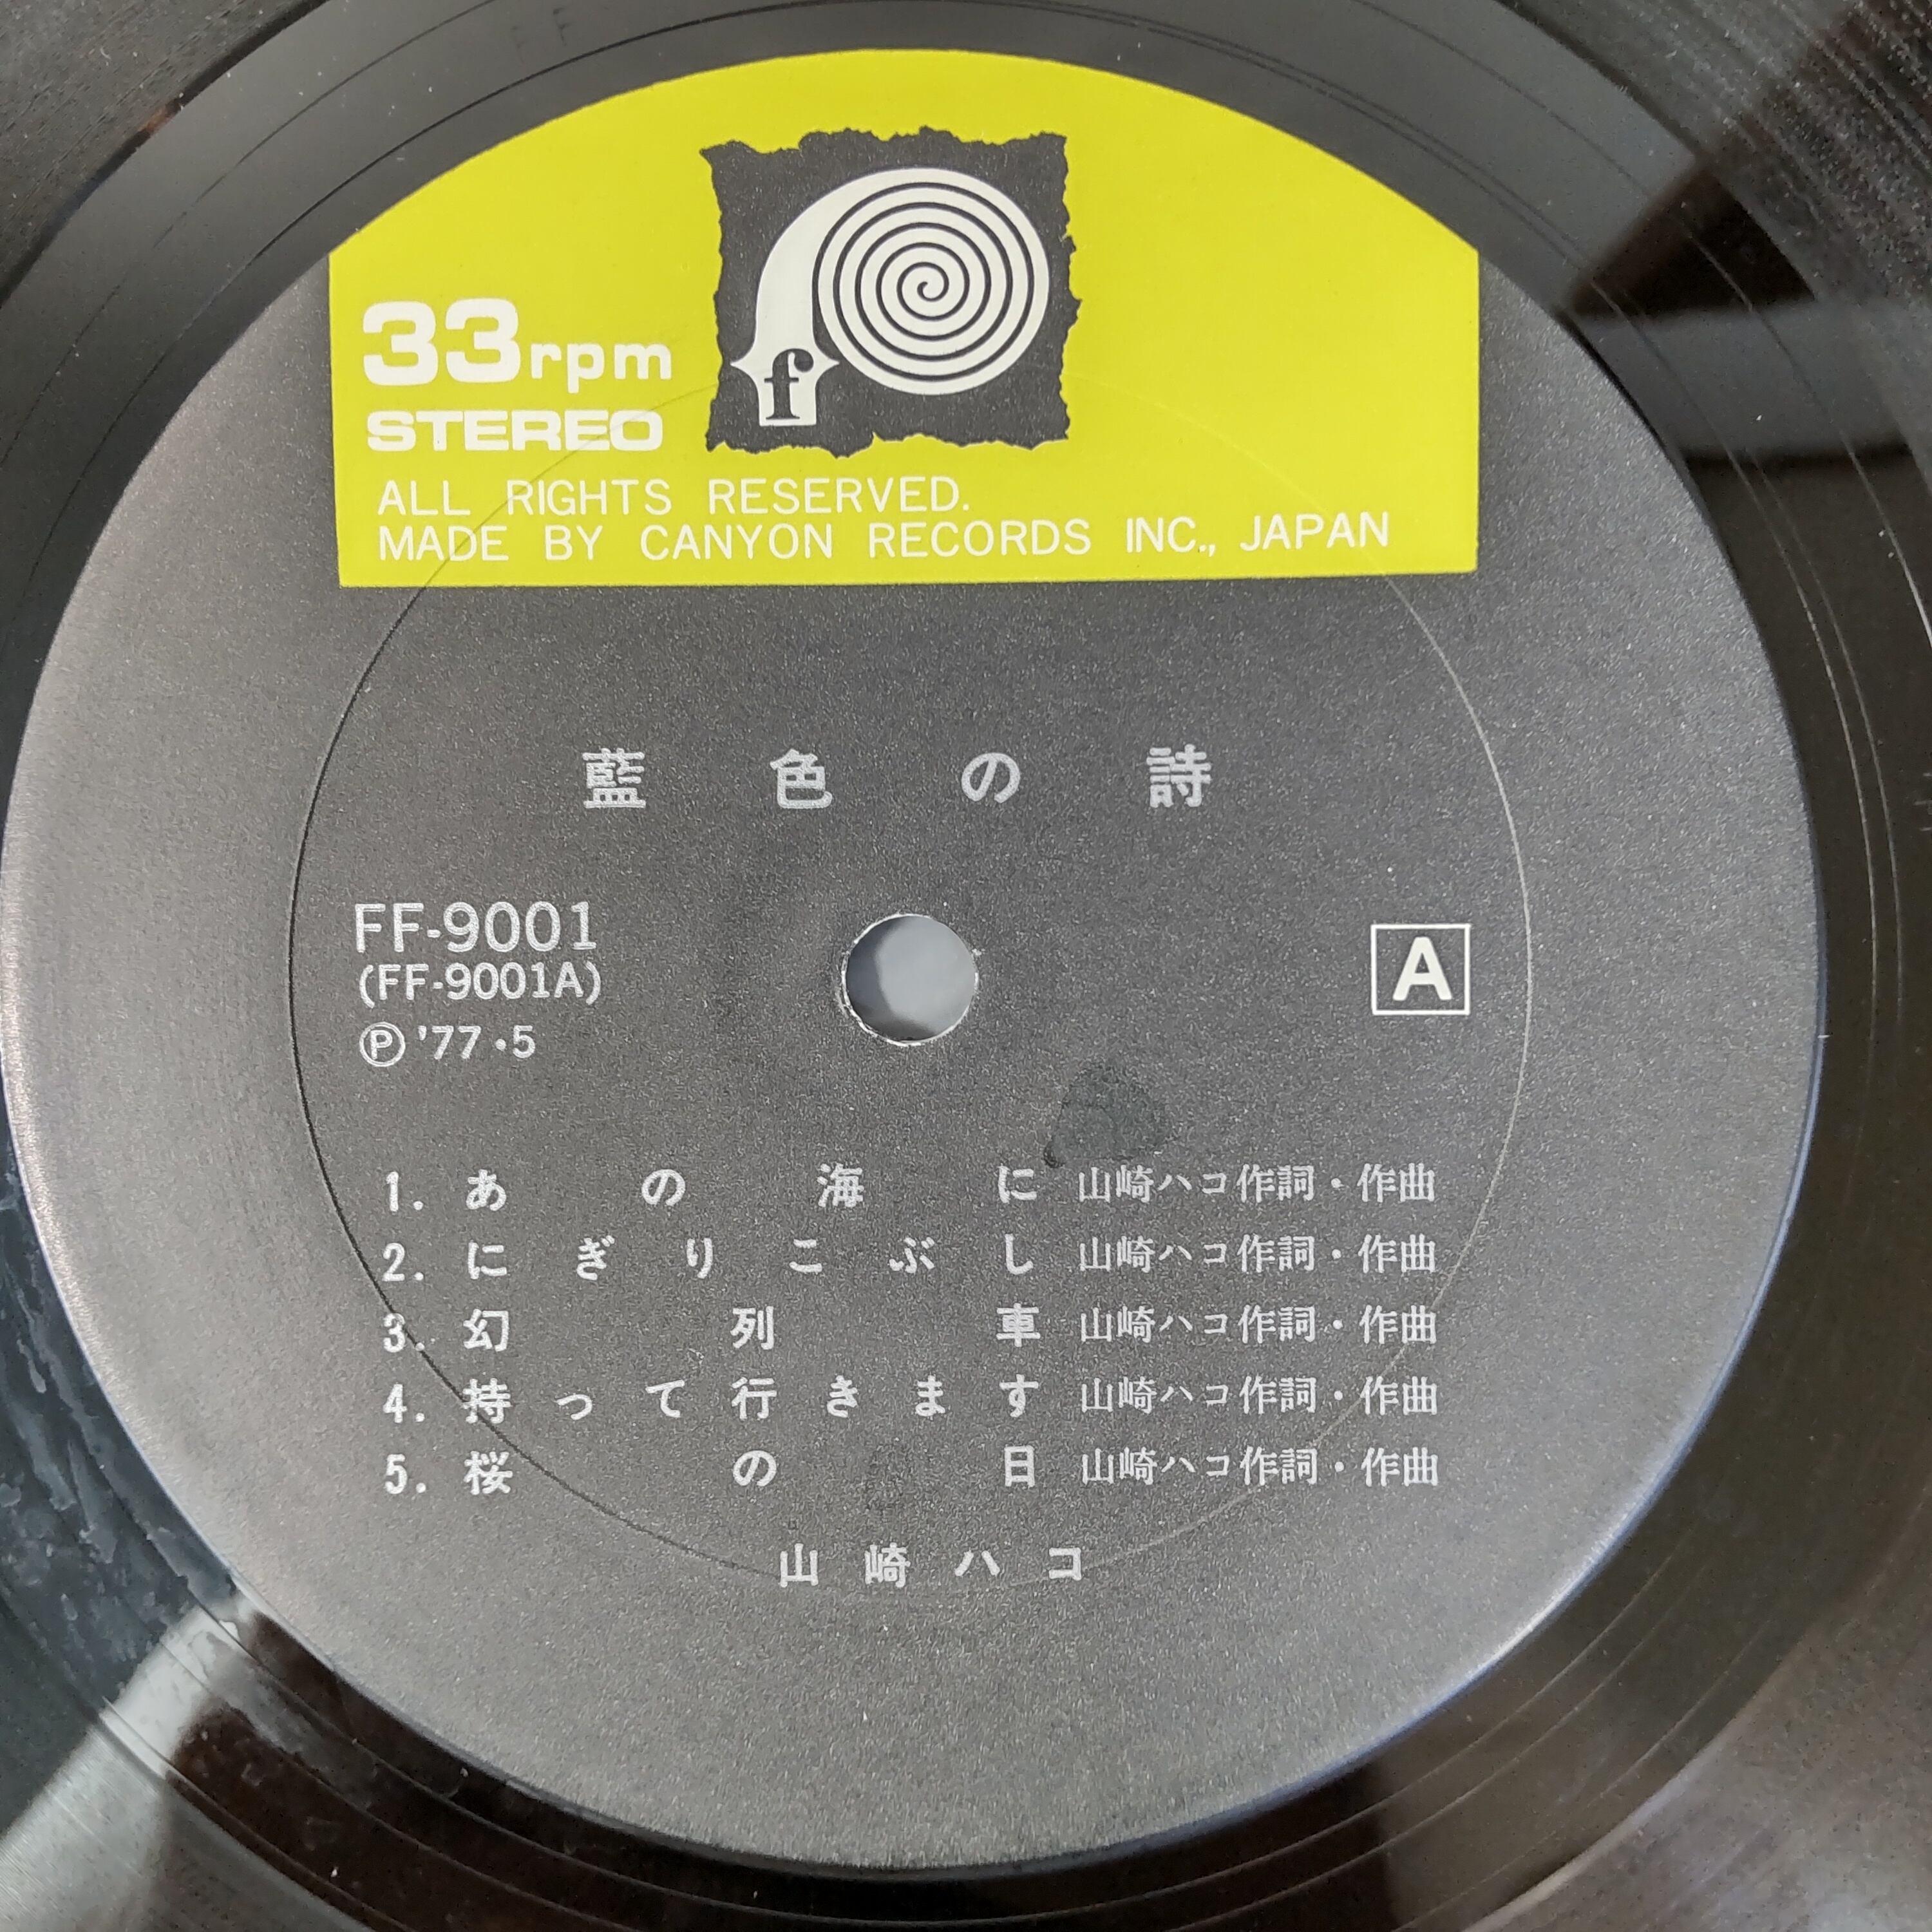 f
33rpm
STEREO
ALL RIGHTS RESERVED.
MADE BY CANYON RECORDS INC., JAPAN
藍色の詩
FF-9001
(FF-9001A)
Ⓟ '77・5
A
1. あの海に 山崎ハコ作詞・作曲
2. にぎりこぶし 山崎ハコ作詞・作曲
3. 幻列車 山崎ハコ作詞・作曲
4. 持って行きます 山崎ハコ作詞・作曲
5. 桜の日 山崎ハコ作詞・作曲
山崎ハコ